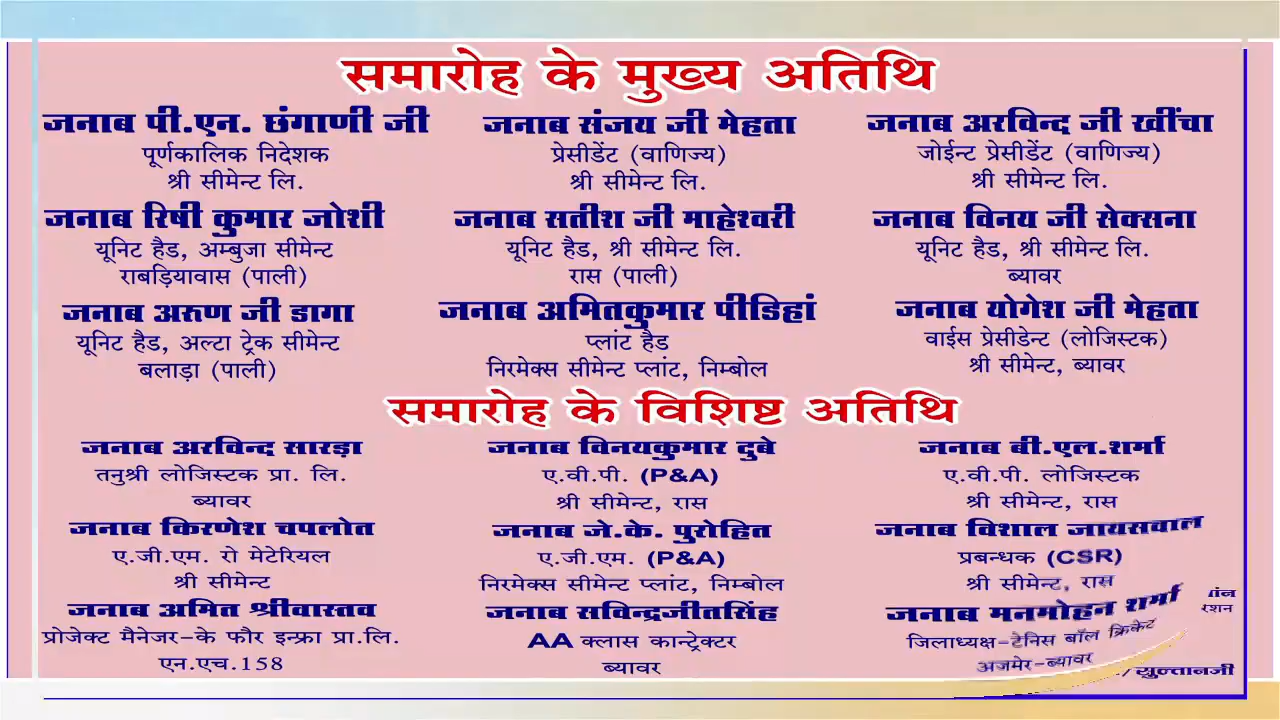 समारोह के मुख्य अतिथि
जनाब पी.एन. छंगाणी जी
पूर्णकालिक निदेशक
श्री सीमेन्ट लि.
जनाब संजय जी मेहता
प्रेसीडेंट (वाणिज्य)
श्री सीमेन्ट लि.
जनाब अरविन्द जी खींचा
जोईन्ट प्रेसीडेंट (वाणिज्य)
श्री सीमेन्ट लि.
जनाब रिषी कुमार जोशी
यूनिट हैड, अम्बुजा सीमेन्ट
राबड़ियावास (पाली)
जनाब सतीश जी माहेश्वरी
यूनिट हैड, श्री सीमेन्ट लि.
रास (पाली)
जनाब विनय जी सेक्सना
यूनिट हैड, श्री सीमेन्ट लि.
ब्यावर
जनाब अरूण जी डागा
यूनिट हैड, अल्टा ट्रेक सीमेन्ट
बलाड़ा (पाली)
जनाब अमितकुमार पीडिहां
प्लांट हैड
निरमेक्स सीमेन्ट प्लांट, निम्बोल
जनाब योगेश जी मेहता
वाईस प्रेसीडेन्ट (लोजिस्टक)
श्री सीमेन्ट, ब्यावर
समारोह के विशिष्ट अतिथि
जनाब अरविन्द सारड़ा
तनुश्री लोजिस्टक प्रा. लि.
ब्यावर
जनाब विनयकुमार दुबे
ए.वी.पी. (P&A)
श्री सीमेन्ट, रास
जनाब बी.एल.शर्मा
ए.वी.पी. लोजिस्टक
श्री सीमेन्ट, रास
जनाब किरणेश चपलोत
ए.जी.एम. रो मेटेरियल
श्री सीमेन्ट
जनाब जे.के. पुरोहित
ए.जी.एम. (P&A)
निरमेक्स सीमेन्ट प्लांट, निम्बोल
जनाब विशाल जायसवाल
प्रबन्धक (CSR)
श्री सीमेन्ट, रास
जनाब अमित श्रीवास्तव
प्रोजेक्ट मैनेजर-के फौर इन्फ्रा प्रा.लि.
एन.एच.158
जनाब सविन्द्रजीतसिंह
AA क्लास कान्ट्रेक्टर
ब्यावर
जनाब मनमोहन शर्मा
जिलाध्यक्ष-टेनिस बॉल क्रिकेट
अजमेर-ब्यावर
सुल्तानजी